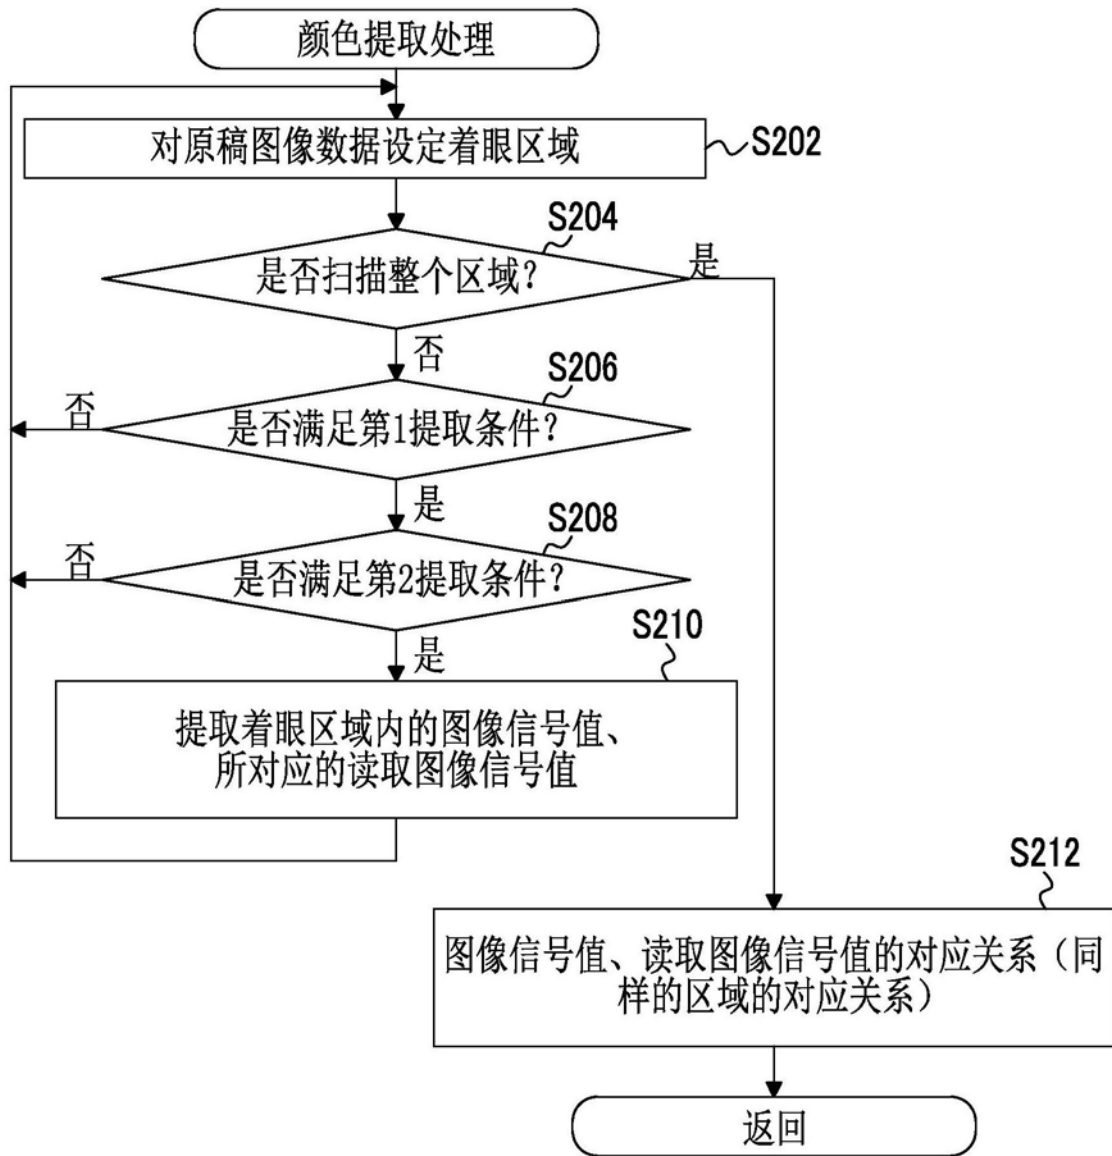 颜色提取处理
对原稿图像数据设定着眼区域
S202
S204
是否扫描整个区域?
是
否
S206
是否满足第1提取条件?
否
是
S208
是否满足第2提取条件?
否
是
S210
提取着眼区域内的图像信号值、
所对应的读取图像信号值
S212
图像信号值、读取图像信号值的对应关系（同
样的区域的对应关系）
返回